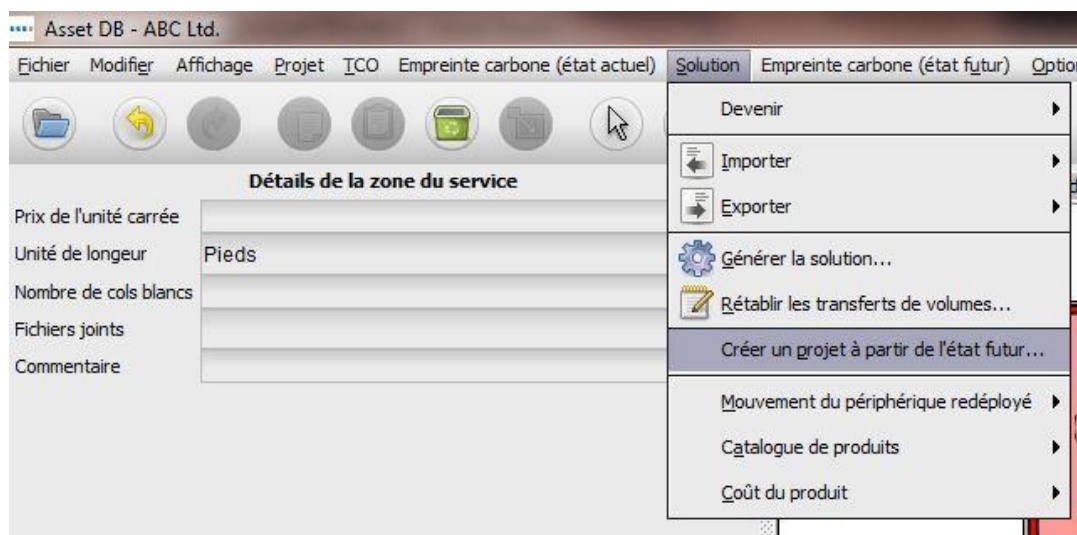 Asset DB - ABC Ltd.
Fichier Modifier Affichage Projet TCO Empreinte carbone (état actuel) Solution Empreinte carbone (état futur)
Devenir
Importer
Exporter
Générer la solution...
Rétablir les transferts de volumes...
Créer un projet à partir de l'état futur...
Mouvement du périphérique redéployé
Catalogue de produits
Coût du produit
Détails de la zone du service
Prix de l'unité carrée
Unité de longeur Pieds
Nombre de cols blancs
Fichiers joints
Commentaire